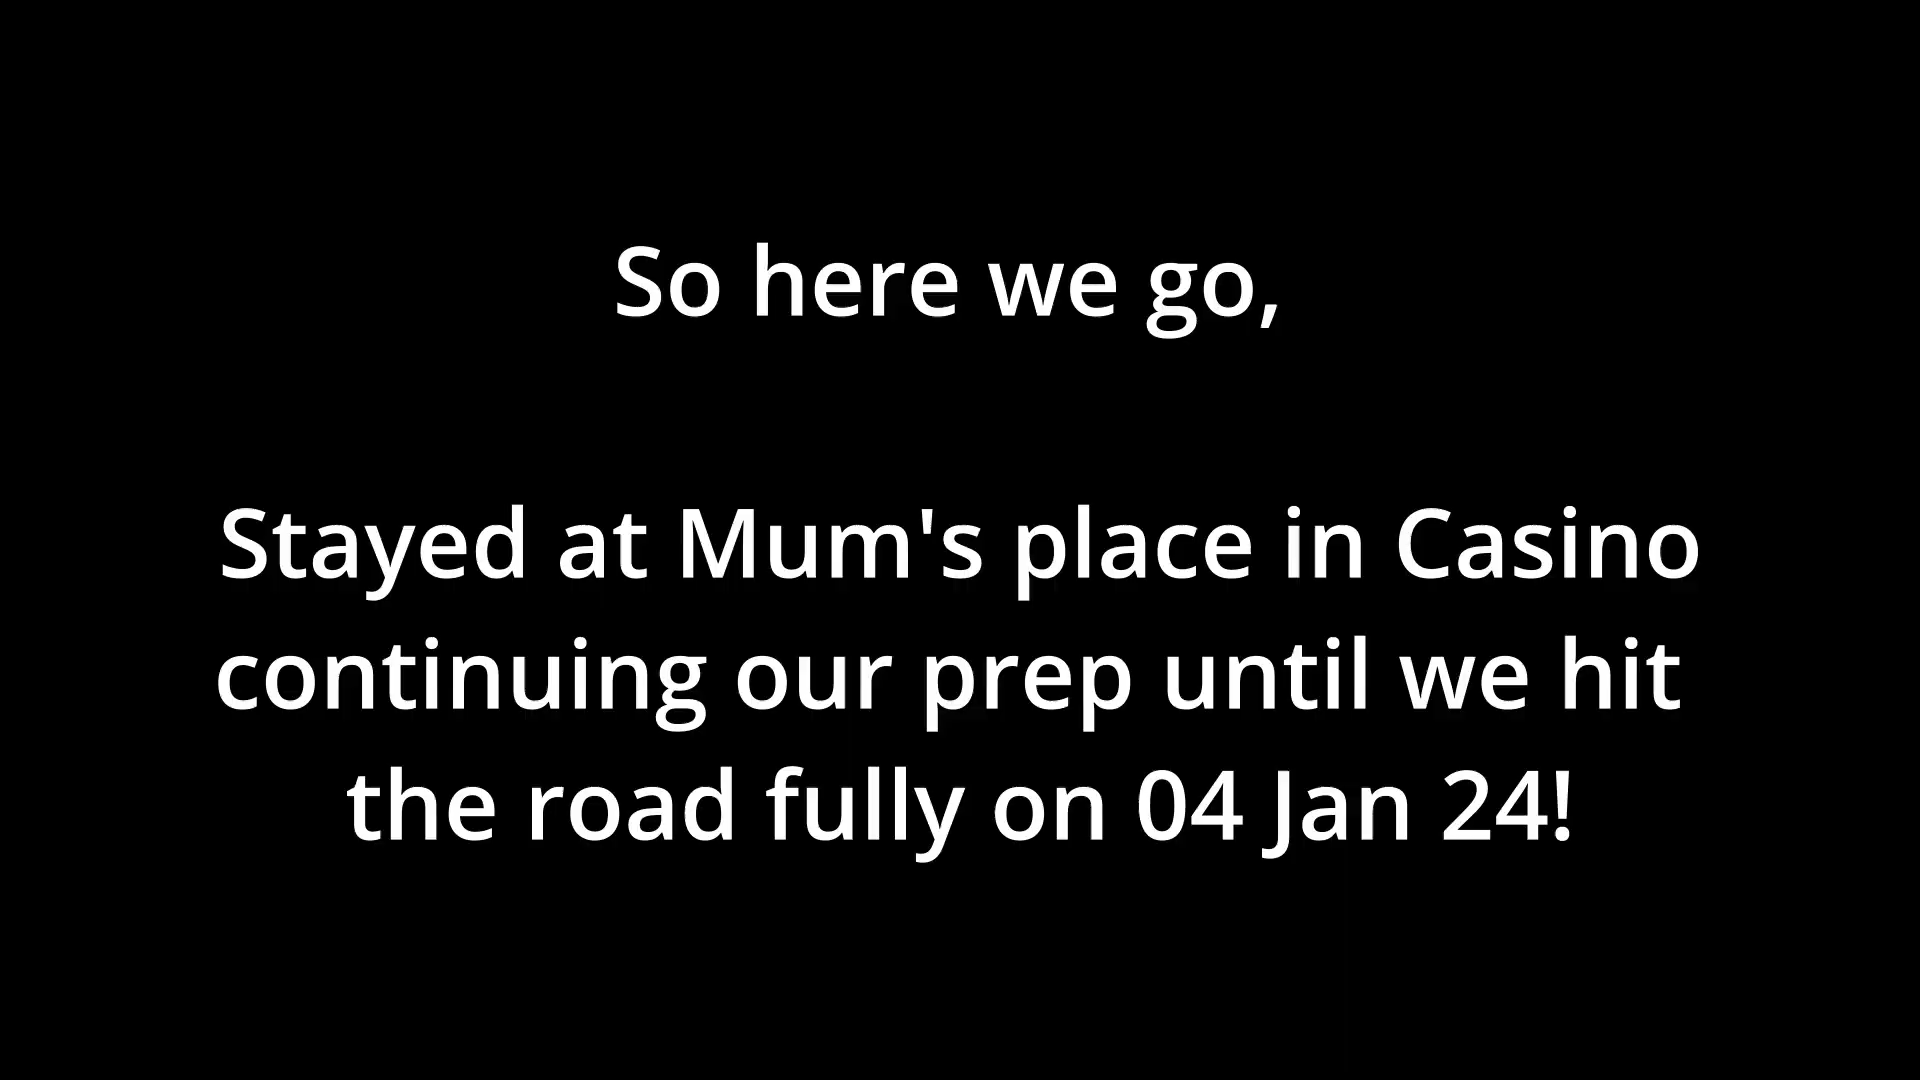 So here we go,
Stayed at Mum's place in Casino
continuing our prep until we hit
the road fully on 04 Jan 24!